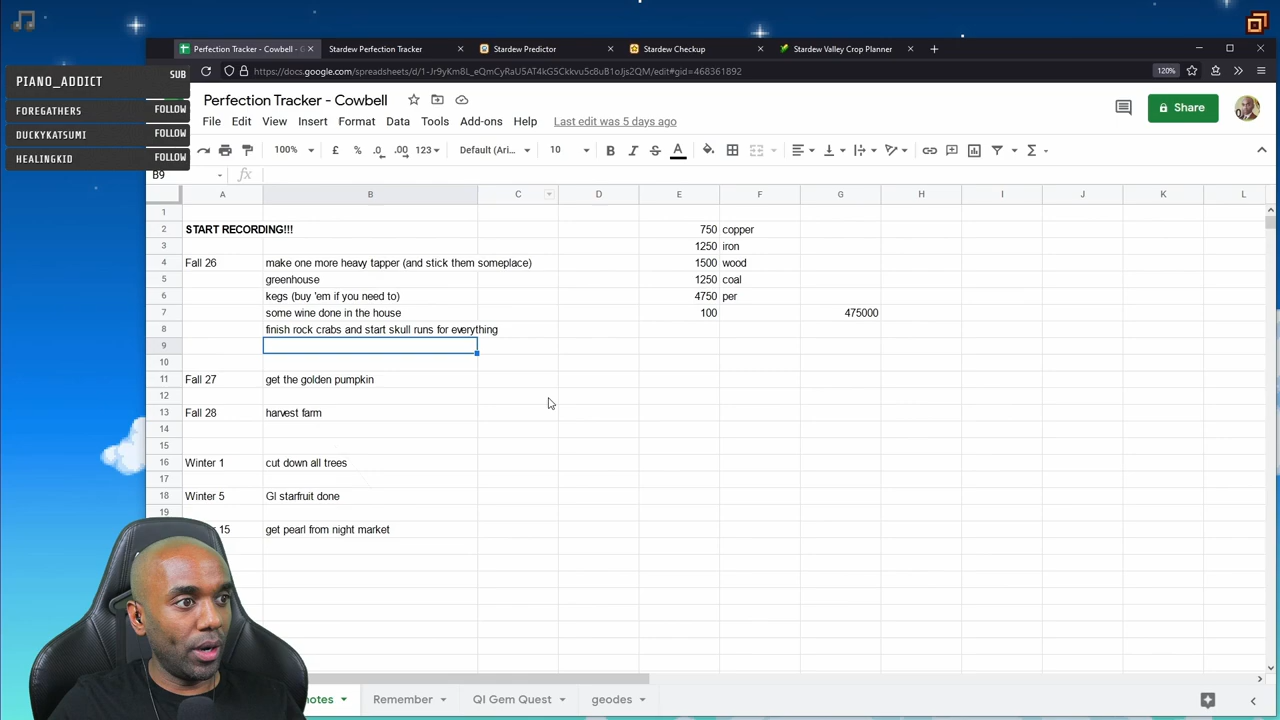 PIANO_ADDICT SUB
FOREGATHERS FOLLOW
DUCKYKATSUMI FOLLOW
HEALINGKID FOLLOW
Perfection Tracker - Cowbell - G
Stardew Perfection Tracker
Stardew Predictor
Stardew Checkup
Stardew Valley Crop Planner
https://docs.google.com/spreadsheets/d/1-Jr9yKm8L_eQmCyRaU5AT4kG5Ckkvu5c8uB1oJjs2QM/edit#gid=468361892
120%
Perfection Tracker - Cowbell
Share
File Edit View Insert Format Data Tools Add-ons Help Last edit was 5 days ago
100% £ % .0 .00 123 Default (Ari... 10 B I S A
B9 fx
A B C D E F G H I J K L
1
2 START RECORDING!!! 750 copper
3 1250 iron
4 Fall 26 make one more heavy tapper (and stick them someplace) 1500 wood
5 greenhouse 1250 coal
6 kegs (buy 'em if you need to) 4750 per
7 some wine done in the house 100 475000
8 finish rock crabs and start skull runs for everything
9
10
11 Fall 27 get the golden pumpkin
12
13 Fall 28 harvest farm
14
15
16 Winter 1 cut down all trees
17
18 Winter 5 GI starfruit done
19
15 get pearl from night market
notes Remember QI Gem Quest geodes